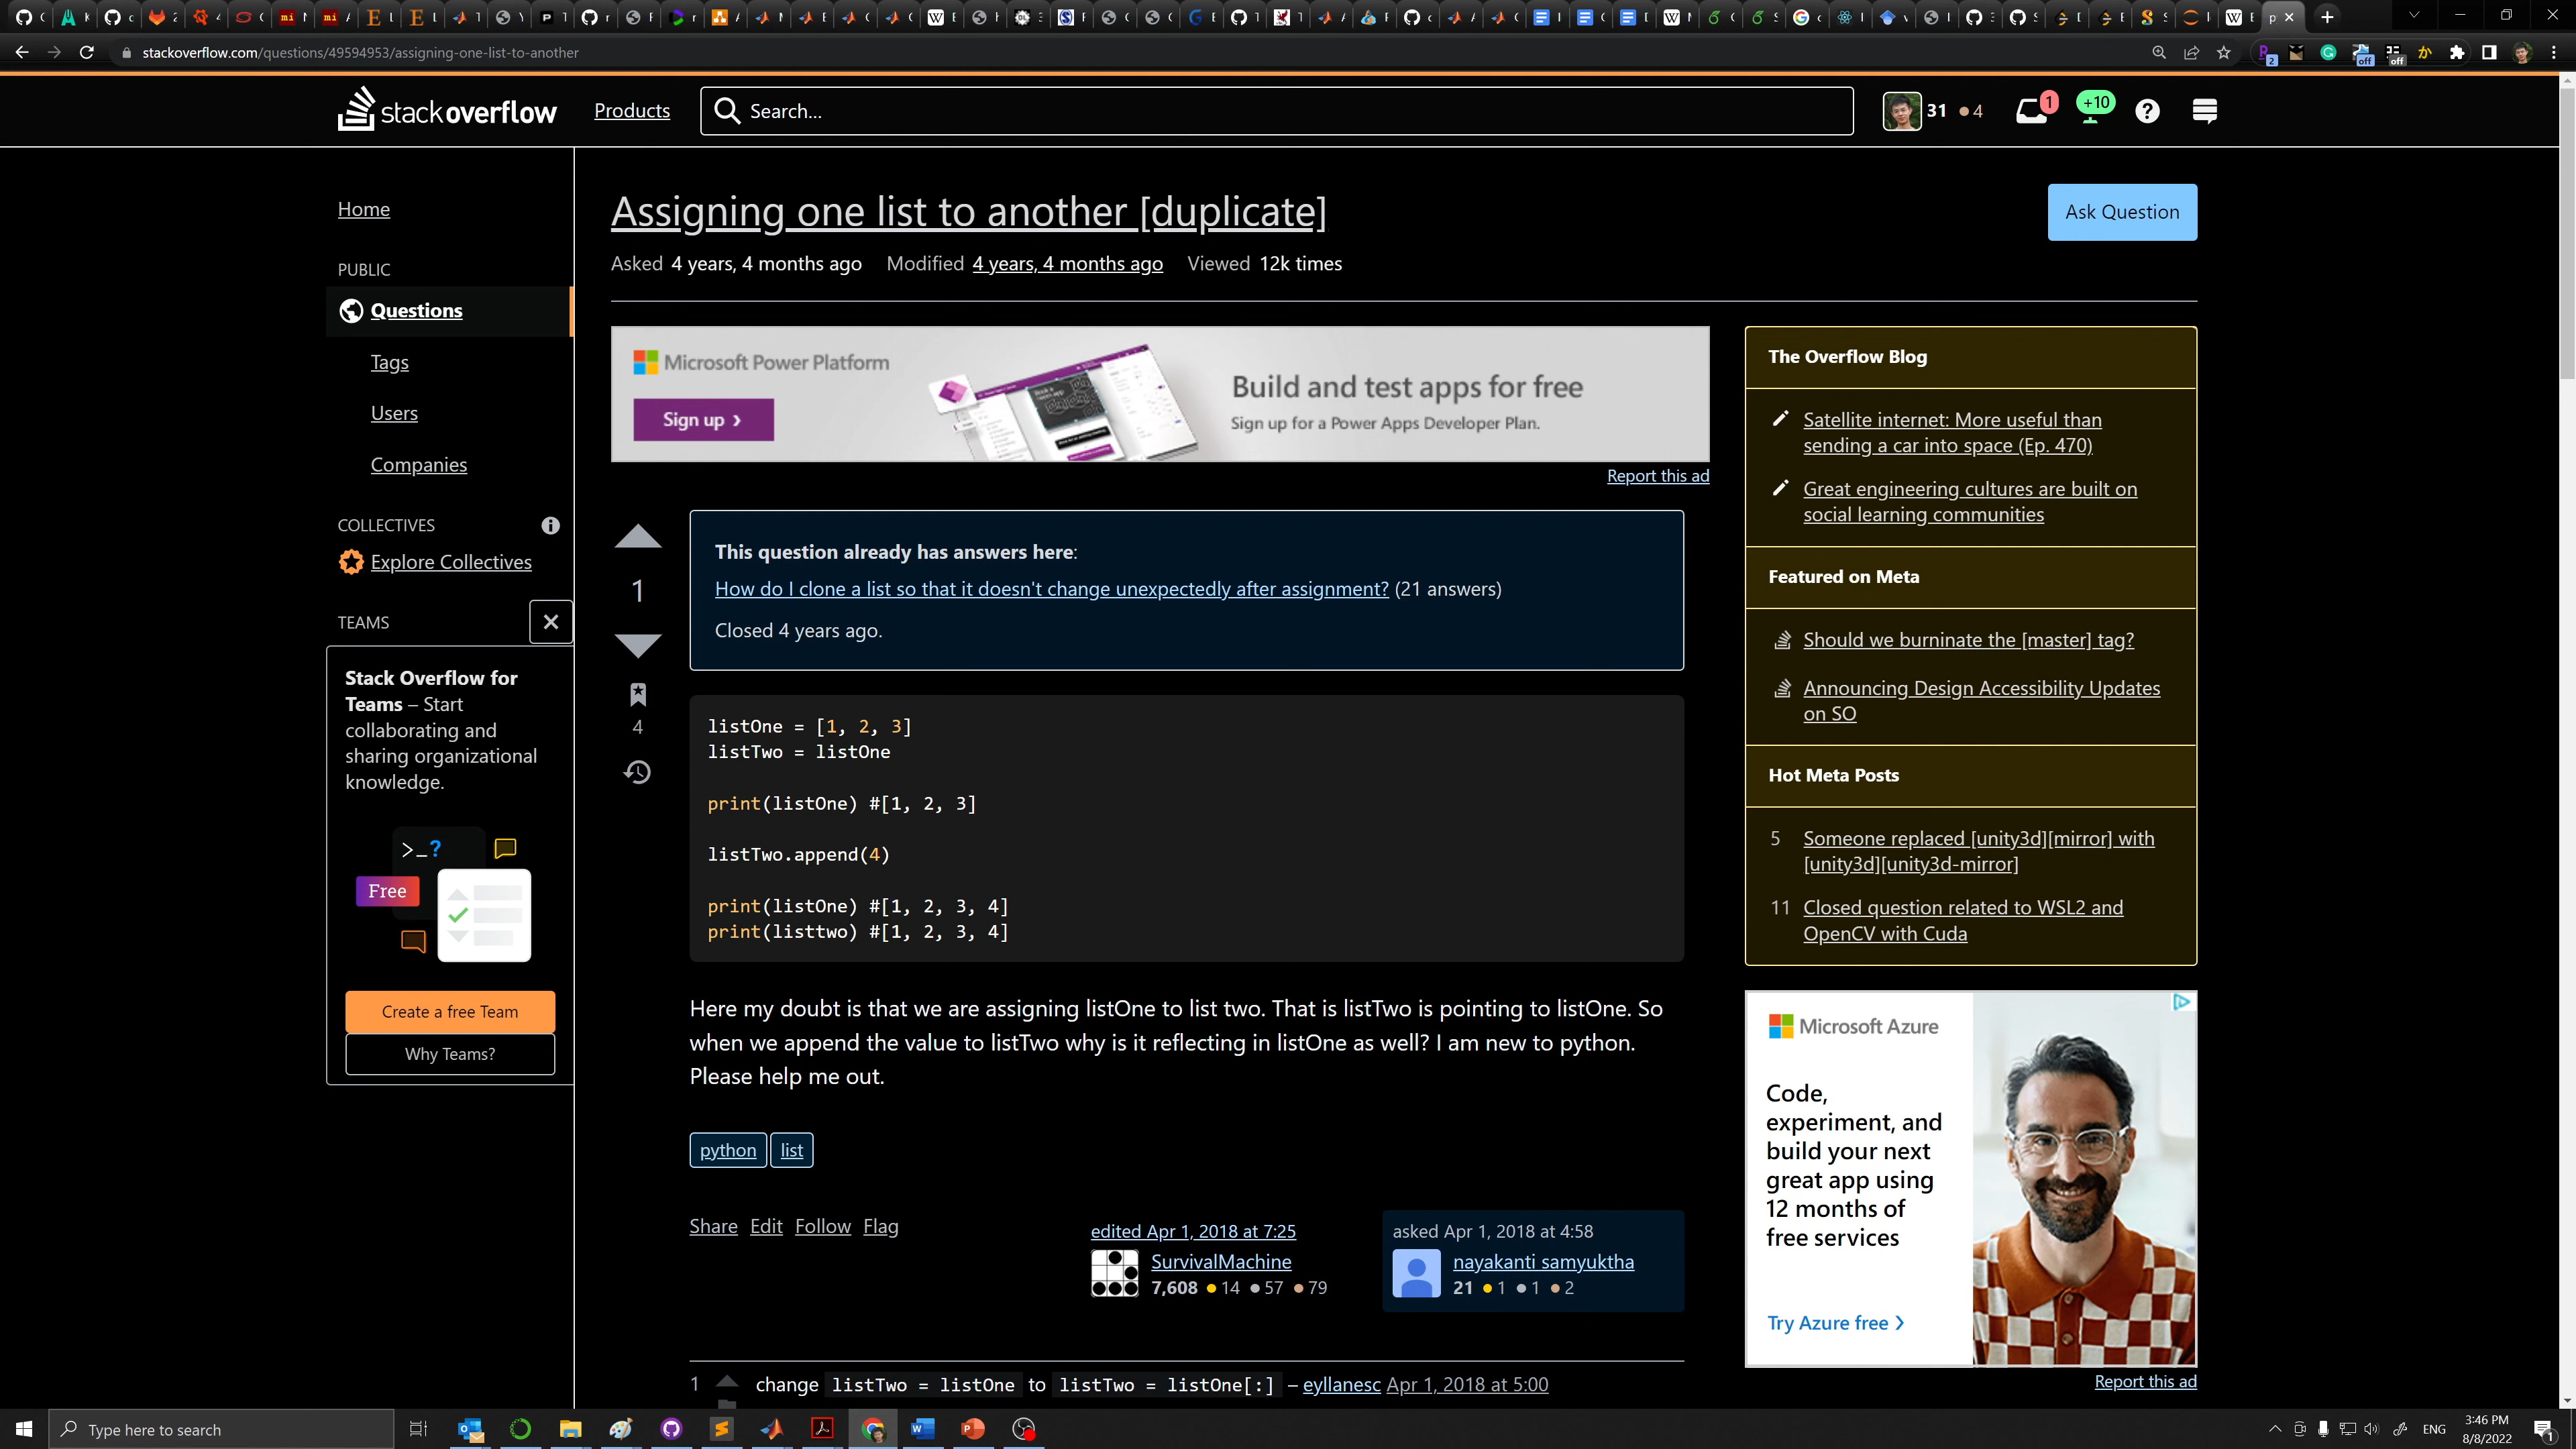 stackoverflow.com/questions/49594953/assigning-one-list-to-another
2
off
off
stackoverflow
Products
Search...
31 4
1
+10
Home
PUBLIC
Questions
Tags
Users
Companies
COLLECTIVES
Explore Collectives
TEAMS
Stack Overflow for
Teams – Start
collaborating and
sharing organizational
knowledge.
>_?
Free
Create a free Team
Why Teams?
Assigning one list to another [duplicate]
Ask Question
Asked 4 years, 4 months ago Modified 4 years, 4 months ago Viewed 12k times
Microsoft Power Platform
Sign up ›
Build and test apps for free
Sign up for a Power Apps Developer Plan.
Report this ad
1
4
This question already has answers here:
How do I clone a list so that it doesn't change unexpectedly after assignment? (21 answers)
Closed 4 years ago.
listOne = [1, 2, 3]
listTwo = listOne
print(listOne) #[1, 2, 3]
listTwo.append(4)
print(listOne) #[1, 2, 3, 4]
print(listtwo) #[1, 2, 3, 4]
Here my doubt is that we are assigning listOne to list two. That is listTwo is pointing to listOne. So
when we append the value to listTwo why is it reflecting in listOne as well? I am new to python.
Please help me out.
python list
Share Edit Follow Flag
edited Apr 1, 2018 at 7:25
SurvivalMachine
7,608 14 57 79
asked Apr 1, 2018 at 4:58
nayakanti samyuktha
21 1 1 2
1 change listTwo = listOne to listTwo = listOne[:] – eyllanesc Apr 1, 2018 at 5:00
The Overflow Blog
Satellite internet: More useful than
sending a car into space (Ep. 470)
Great engineering cultures are built on
social learning communities
Featured on Meta
Should we burninate the [master] tag?
Announcing Design Accessibility Updates
on SO
Hot Meta Posts
5 Someone replaced [unity3d][mirror] with
[unity3d][unity3d-mirror]
11 Closed question related to WSL2 and
OpenCV with Cuda
Microsoft Azure
Code,
experiment, and
build your next
great app using
12 months of
free services
Try Azure free ›
Report this ad
Type here to search
ENG
3:46 PM
8/8/2022
1